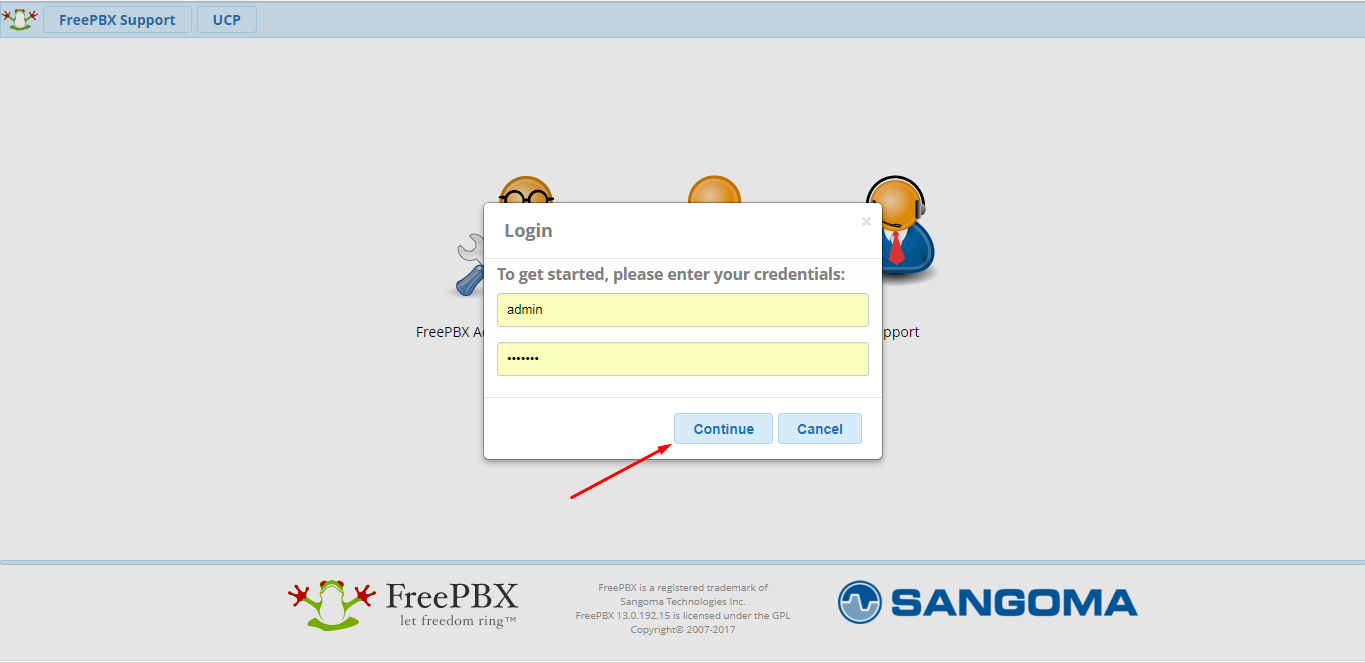 FreePBX Support
UCP
Login
To get started, please enter your credentials:
admin
•••••••
Continue
Cancel
FreePBX A
pport
FreePBX
let freedom ring™
FreePBX is a registered trademark of
Sangoma Technologies Inc.
FreePBX 13.0.192.15 is licensed under the GPL
Copyright© 2007-2017
SANGOMA